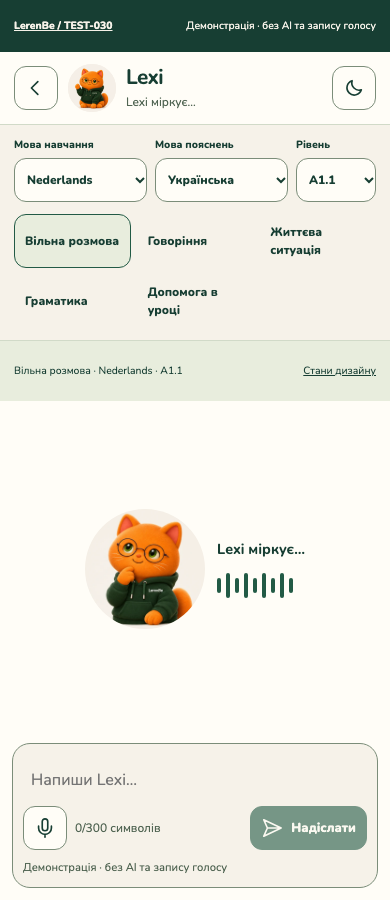 LerenBe / TEST-030
Демонстрація · без AI та запису голосу
Lexi
Lexi міркує...
Мова навчання
Мова пояснень
Рівень
Nederlands
Українська
A1.1
Вільна розмова
Говоріння
Життєва
ситуація
Граматика
Допомога в
уроці
Вільна розмова · Nederlands · A1.1
Стани дизайну
Lexi міркує...
Напиши Lexi...
0/300 символів
Надіслати
Демонстрація · без AI та запису голосу